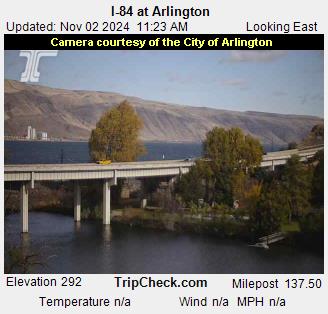 I-84 at Arlington
Updated: Nov 02 2024 11:23 AM Looking East
Camera courtesy of the City of Arlington
Elevation 292 TripCheck.com Milepost 137.50
Temperature n/a Wind n/a MPH n/a